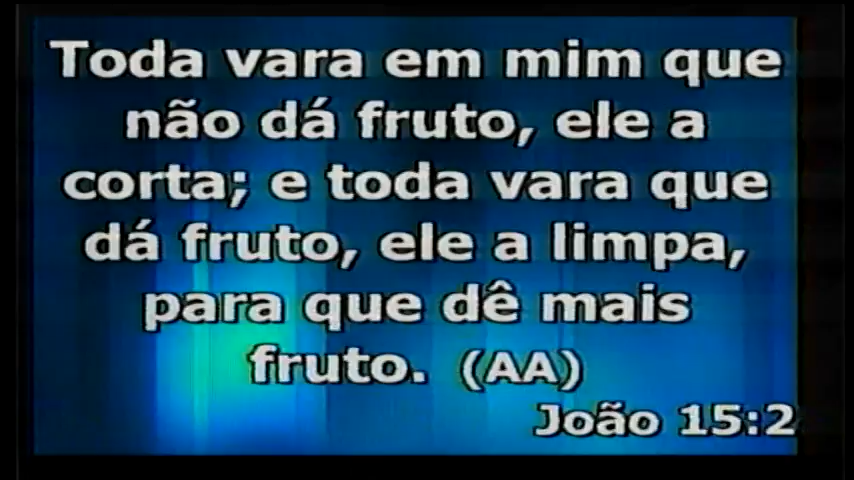 Toda vara em mim que
não dá fruto, ele a
corta; e toda vara que
dá fruto, ele a limpa,
para que dê mais
fruto. (AA)
João 15:2